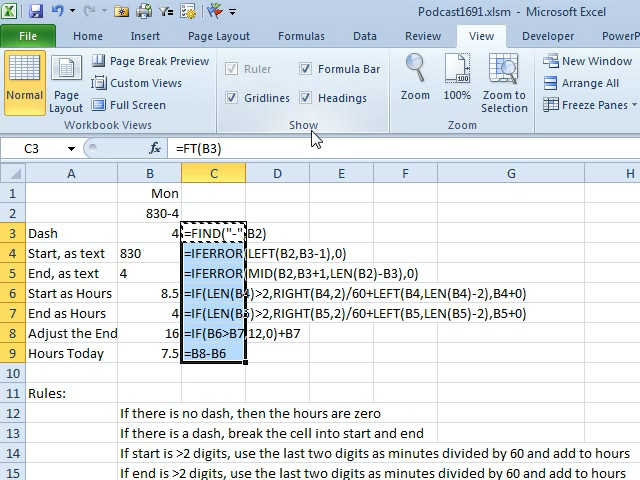 Podcast1691.xlsm - Microsoft Excel
File Home Insert Page Layout Formulas Data Review View Developer PowerP
Normal Page Layout Page Break Preview Custom Views Full Screen
Workbook Views
Ruler Formula Bar
Gridlines Headings
Show
Zoom 100% Zoom to Selection
Zoom
New Window
Arrange All
Freeze Panes
C3 fx =FT(B3)
A B C D E F G H
1 Mon
2 830-4
3 Dash 4 =FIND("-",B2)
4 Start, as text 830 =IFERROR(LEFT(B2,B3-1),0)
5 End, as text 4 =IFERROR(MID(B2,B3+1,LEN(B2)-B3),0)
6 Start as Hours 8.5 =IF(LEN(B4)>2,RIGHT(B4,2)/60+LEFT(B4,LEN(B4)-2),B4+0)
7 End as Hours 4 =IF(LEN(B5)>2,RIGHT(B5,2)/60+LEFT(B5,LEN(B5)-2),B5+0)
8 Adjust the End 16 =IF(B6>B7,12,0)+B7
9 Hours Today 7.5 =B8-B6
10
11 Rules:
12 If there is no dash, then the hours are zero
13 If there is a dash, break the cell into start and end
14 If start is >2 digits, use the last two digits as minutes divided by 60 and add to hours
15 If end is >2 digits, use the last two digits as minutes divided by 60 and add to hours